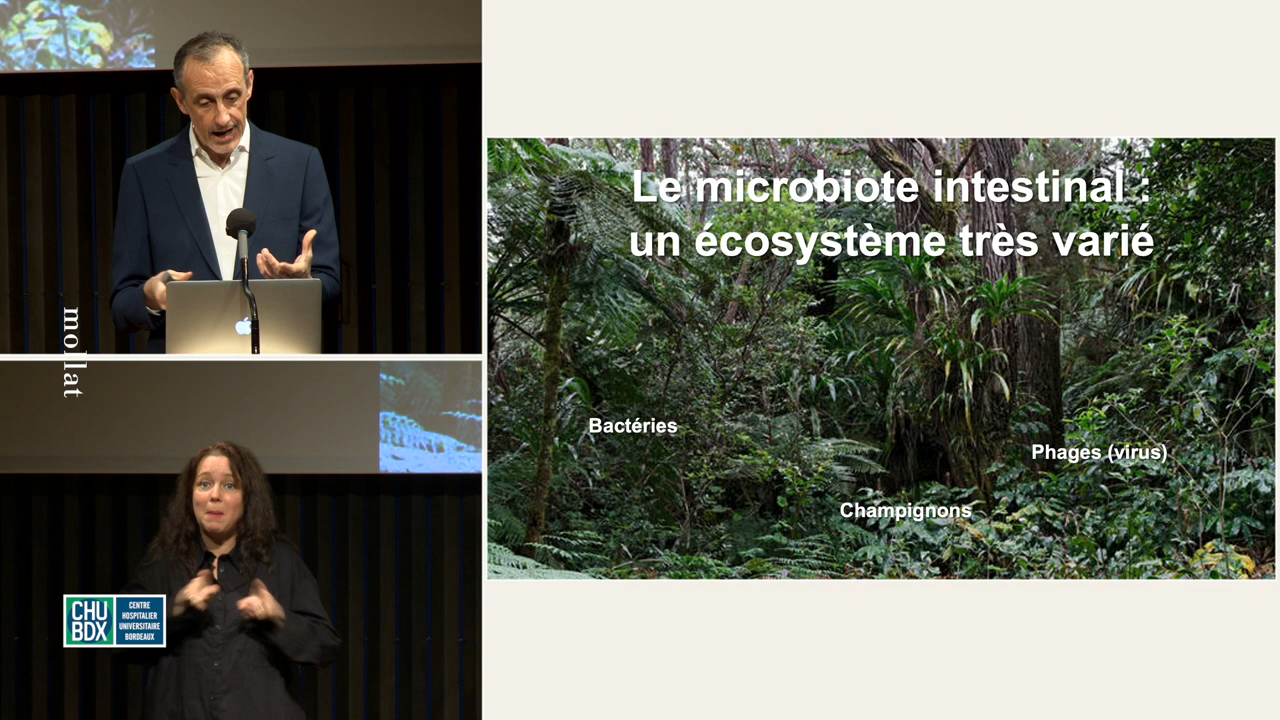 mollat
CHU
BDX
CENTRE
HOSPITALIER
UNIVERSITAIRE
BORDEAUX
Le microbiote intestinal :
un écosystème très varié
Bactéries
Phages (virus)
Champignons